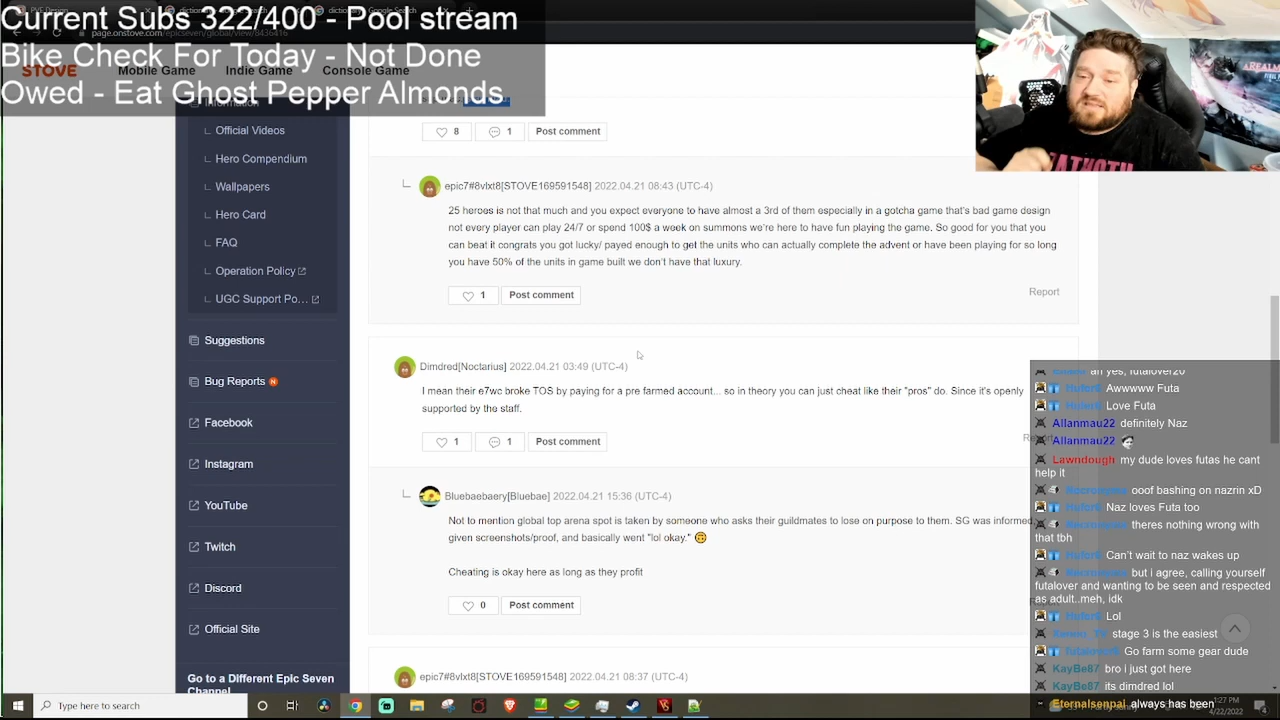 Current Subs 322/400 - Pool stream
Bike Check For Today - Not Done
Owed - Eat Ghost Pepper Almonds
page.onstove.com/epicseven/global/view/8436416
STOVE
Mobile Game
Indie Game
Console Game
Information
Official Videos
Hero Compendium
Wallpapers
Hero Card
FAQ
Operation Policy
UGC Support Po...
Suggestions
Bug Reports N
Facebook
Instagram
YouTube
Twitch
Discord
Official Site
Go to a Different Epic Seven
Channel
8 1 Post comment
epic7#8vlxt8[STOVE169591548] 2022.04.21 08:43 (UTC-4)
25 heroes is not that much and you expect everyone to have almost a 3rd of them especially in a gotcha game that's bad game design
not every player can play 24/7 or spend 100$ a week on summons we're here to have fun playing the game. So good for you that you
can beat it congrats you got lucky/ payed enough to get the units who can actually complete the advent or have been playing for so long
you have 50% of the units in game built we don't have that luxury.
1 Post comment
Report
Dimdred[Noctarius] 2022.04.21 03:49 (UTC-4)
I mean their e7wc broke TOS by paying for a pre farmed account... so in theory you can just cheat like their "pros" do. Since it's openly
supported by the staff.
1 1 Post comment
Bluebaebaery[Bluebae] 2022.04.21 15:36 (UTC-4)
Not to mention global top arena spot is taken by someone who asks their guildmates to lose on purpose to them. SG was informed,
given screenshots/proof, and basically went "lol okay."
Cheating is okay here as long as they profit
0 Post comment
epic7#8vlxt8[STOVE169591548] 2022.04.21 08:37 (UTC-4)
ah yes, futalover20
Awwwww Futa
Love Futa
Allanmau22 definitely Naz
Allanmau22
Lawndough my dude loves futas he cant
help it
ooof bashing on nazrin xD
Naz loves Futa too
theres nothing wrong with
that tbh
Can't wait to naz wakes up
but i agree, calling yourself
futalover and wanting to be seen and respected
as adult..meh, idk
Lol
stage 3 is the easiest
Go farm some gear dude
KayBe87 bro i just got here
KayBe87 its dimdred lol
Eternalsenpai always has been
Type here to search
1:27 PM
4/22/2022
4